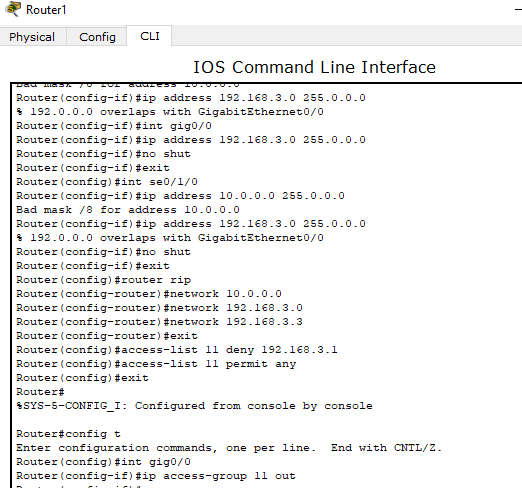 Router1
Physical Config CLI
IOS Command Line Interface
Bad mask /8 for address 10.0.0.0
Router(config-if)#ip address 192.168.3.0 255.0.0.0
% 192.0.0.0 overlaps with GigabitEthernet0/0
Router(config-if)#int gig0/0
Router(config-if)#ip address 192.168.3.0 255.0.0.0
Router(config-if)#no shut
Router(config-if)#exit
Router(config)#int se0/1/0
Router(config-if)#ip address 10.0.0.0 255.0.0.0
Bad mask /8 for address 10.0.0.0
Router(config-if)#ip address 192.168.3.0 255.0.0.0
% 192.0.0.0 overlaps with GigabitEthernet0/0
Router(config-if)#no shut
Router(config-if)#exit
Router(config)#router rip
Router(config-router)#network 10.0.0.0
Router(config-router)#network 192.168.3.0
Router(config-router)#network 192.168.3.3
Router(config-router)#exit
Router(config)#access-list 11 deny 192.168.3.1
Router(config)#access-list 11 permit any
Router(config)#exit
Router#
%SYS-5-CONFIG_I: Configured from console by console
Router#config t
Enter configuration commands, one per line. End with CNTL/Z.
Router(config)#int gig0/0
Router(config-if)#ip access-group 11 out